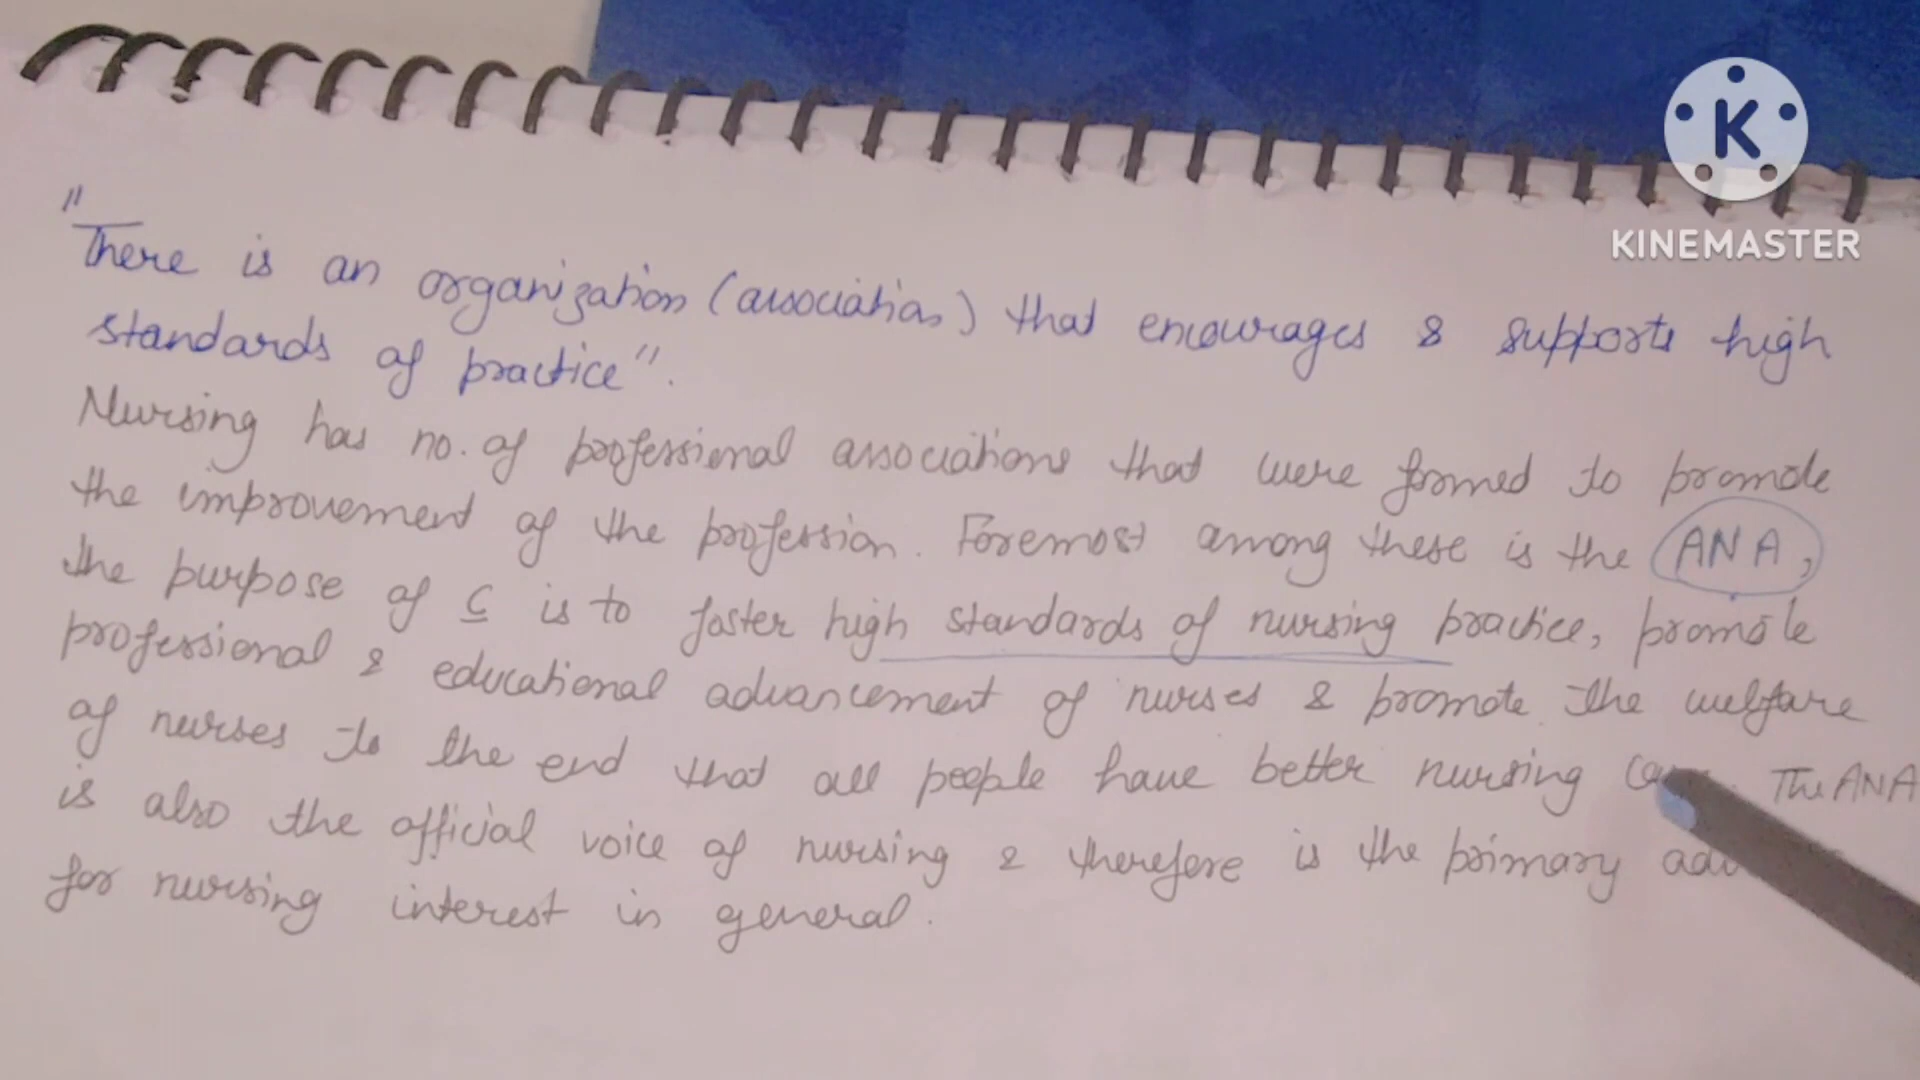 "There is an organization (association) that encourages & supports high
standards of practice".
Nursing has no. of professional associations that were formed to promote
the improvement of the profession. Foremost among these is the ANA,
the purpose of c is to foster high standards of nursing practice, promote
professional & educational advancement of nurses & promote the welfare
of nurses to the end that all people have better nursing The ANA
is also the official voice of nursing & therefore is the primary
for nursing interest in general.
KINEMASTER